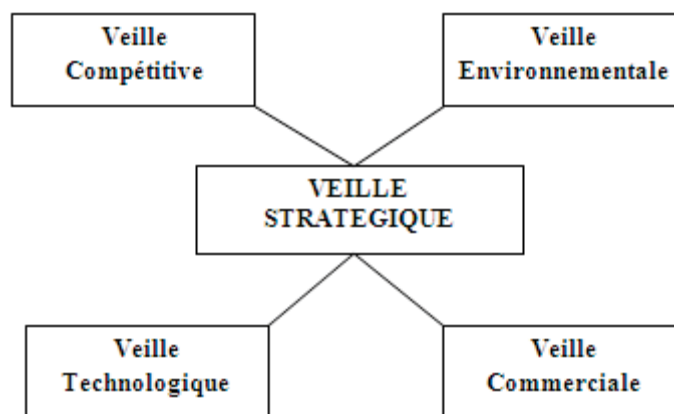 Veille
Compétitive
Veille
Environnementale
VEILLE
STRATEGIQUE
Veille
Technologique
Veille
Commerciale